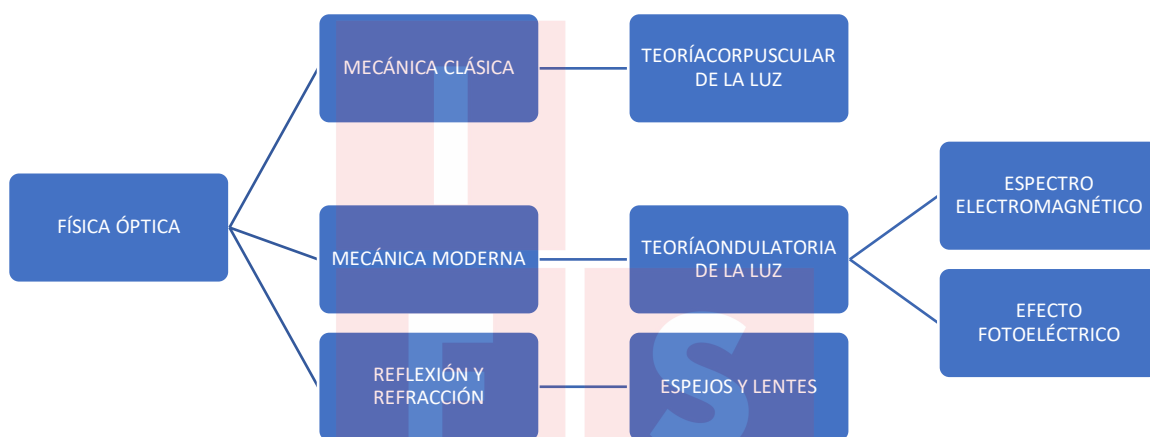 MECÁNICA CLÁSICA
TEORÍACORPUSCULAR
DE LA LUZ
FÍSICA ÓPTICA
MECÁNICA MODERNA
TEORÍAONDULATORIA
DE LA LUZ
ESPECTRO
ELECTROMAGNÉTICO
EFECTO
FOTOELÉCTRICO
REFLEXIÓN Y
REFRACCIÓN
ESPEJOS Y LENTES